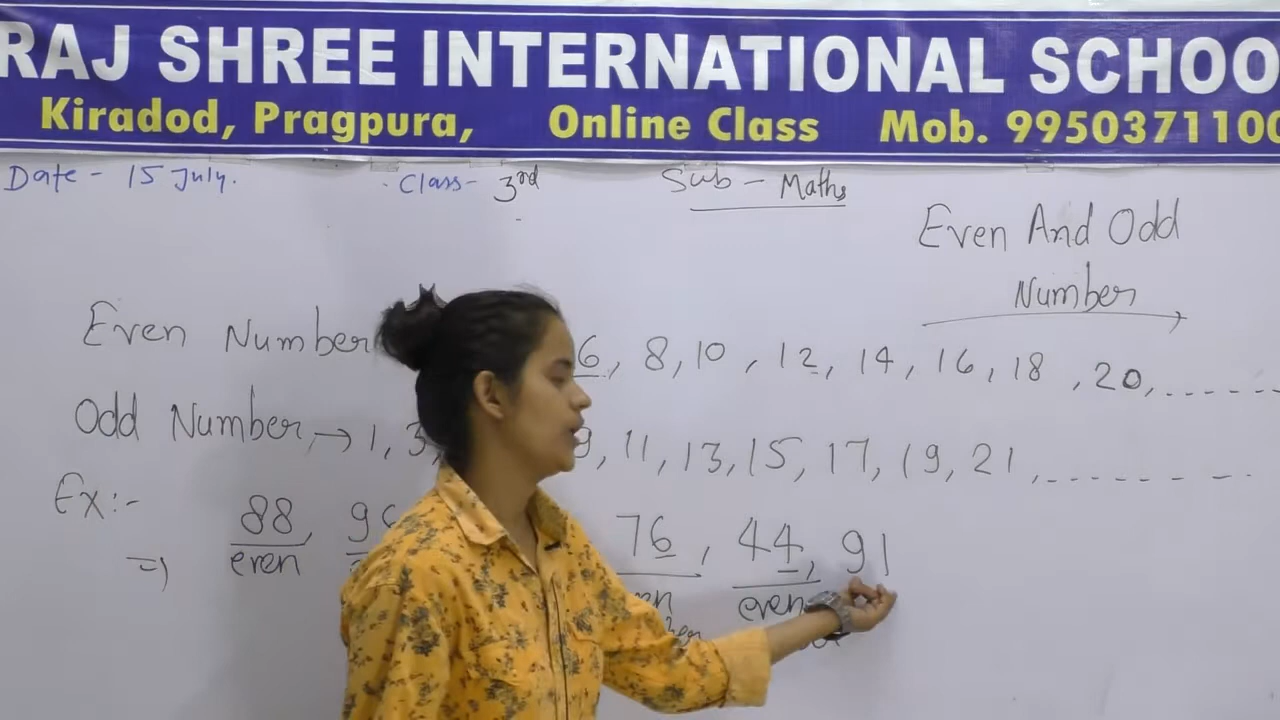 RAJ SHREE INTERNATIONAL SCHOO
Kiradod, Pragpura, Online Class Mob. 9950371100
Date - 15 July. Class - 3rd Sub - Maths
Even And Odd
Number
Even Number 6, 8, 10, 12, 14, 16, 18, 20, -------
Odd Number, → 1, 3, 9, 11, 13, 15, 17, 19, 21, -------
Ex:-
=) 88, 76, 44, 91
even even